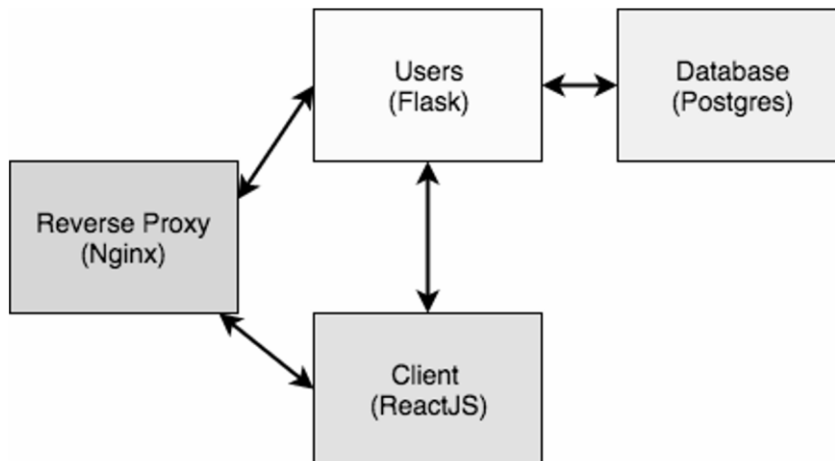 Users
(Flask)
Database
(Postgres)
Reverse Proxy
(Nginx)
Client
(ReactJS)